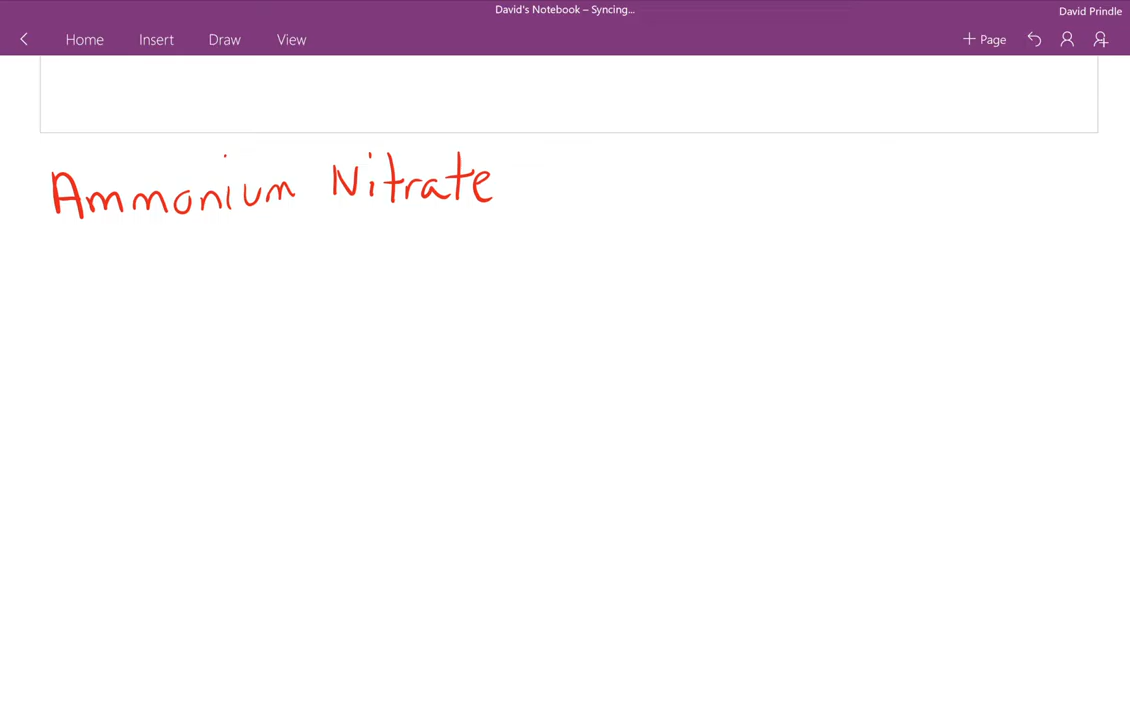 David's Notebook – Syncing...
David Prindle
Home Insert Draw View
Page
Ammonium Nitrate